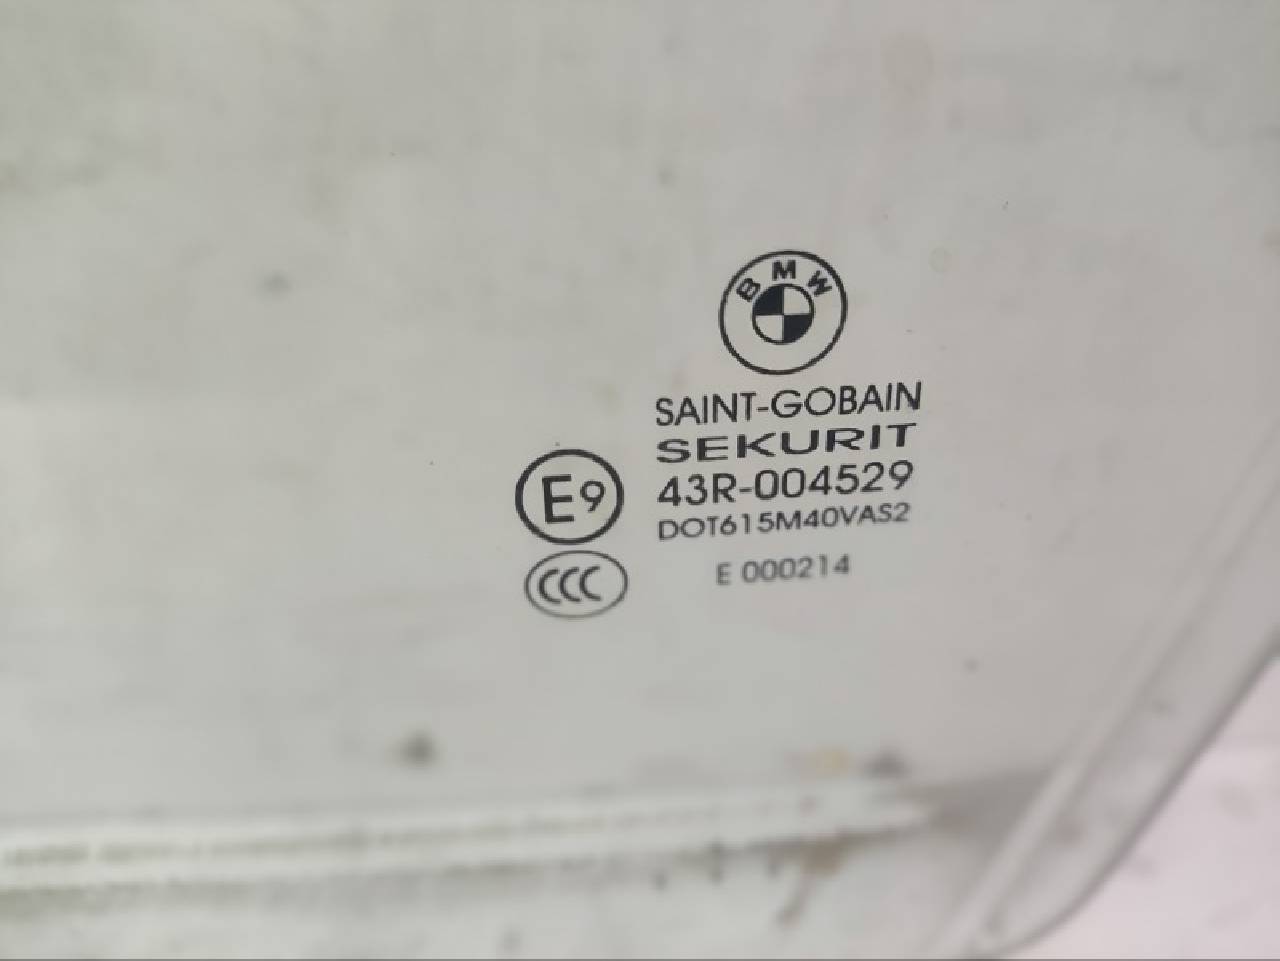 BMW
SAINT-GOBAIN
SEKURIT
E9
43R-004529
DOT615M40VAS2
CCC
E 000214